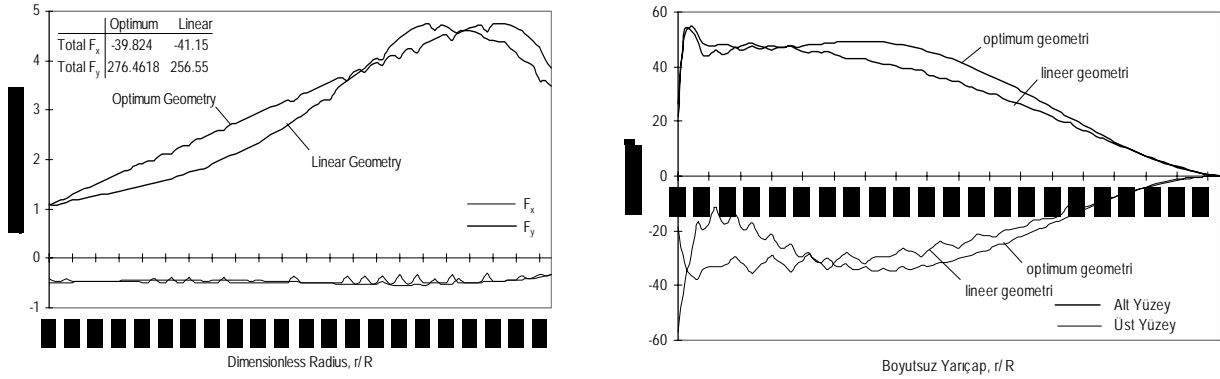 5
4
3
2
1
0
-1
Optimum Linear
Total Fx -39.824 -41.15
Total Fy 276.4618 256.55
Optimum Geometry
Linear Geometry
Fx
Fy
Dimensionless Radius, r/R
60
40
20
0
-20
-40
-60
optimum geometri
lineer geometri
optimum geometri
lineer geometri
Alt Yüzey
Üst Yüzey
Boyutsuz Yarıçap, r/R